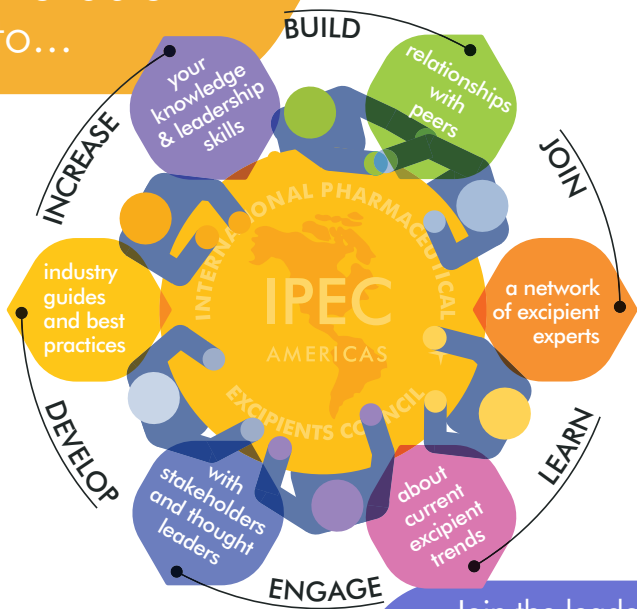 TO…
BUILD
relationships
with
peers
JOIN
a network
of excipient
experts
LEARN
about
current
excipient
trends
ENGAGE
with
stakeholders
and thought
leaders
DEVELOP
industry
guides
and best
practices
INCREASE
your
knowledge
& leadership
skills
INTERNATIONAL PHARMACEUTICAL
IPEC
AMERICAS
EXCIPIENTS COUNCIL
Join the